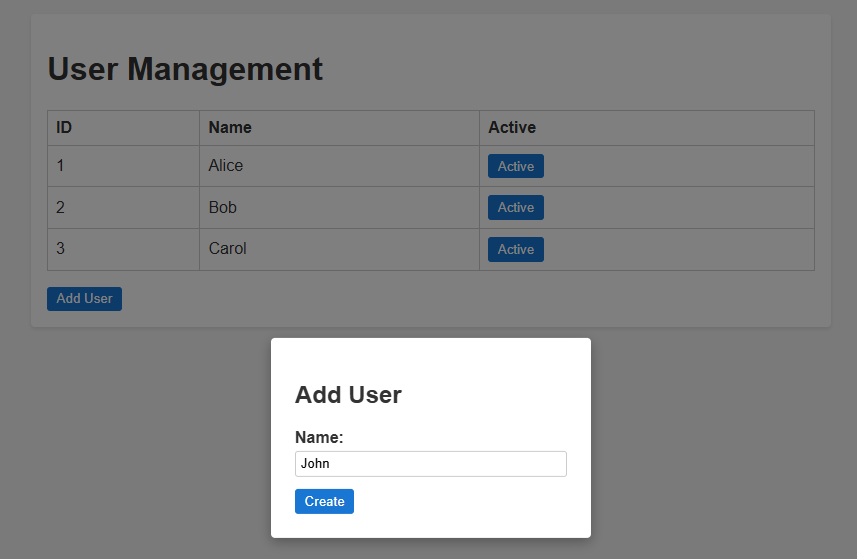 User Management
ID Name Active
1 Alice Active
2 Bob Active
3 Carol Active
Add User
Add User
Name:
John
Create